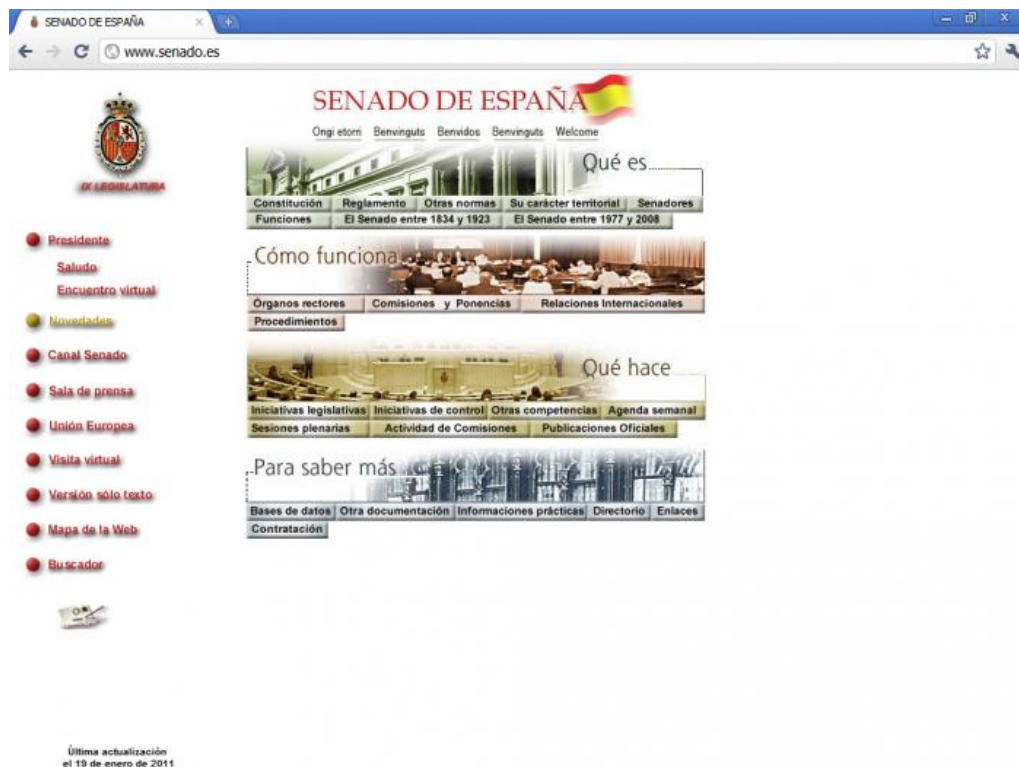 SENADO DE ESPAÑA
www.senado.es
SENADO DE ESPAÑA
Ongi etorri Benvinguts Benvidos Benvinguts Welcome
IX LEGISLATURA
Presidente
Saludo
Encuentro virtual
Novedades
Canal Senado
Sala de prensa
Unión Europea
Visita virtual
Versión sólo texto
Mapa de la Web
Buscador
Qué es
Constitución Reglamento Otras normas Su carácter territorial Senadores
Funciones El Senado entre 1834 y 1923 El Senado entre 1977 y 2008
Cómo funciona
Órganos rectores Comisiones y Ponencias Relaciones Internacionales
Procedimientos
Qué hace
Iniciativas legislativas Iniciativas de control Otras competencias Agenda semanal
Sesiones plenarias Actividad de Comisiones Publicaciones Oficiales
Para saber más
Bases de datos Otra documentación Informaciones prácticas Directorio Enlaces
Contratación
Última actualización
el 19 de enero de 2011